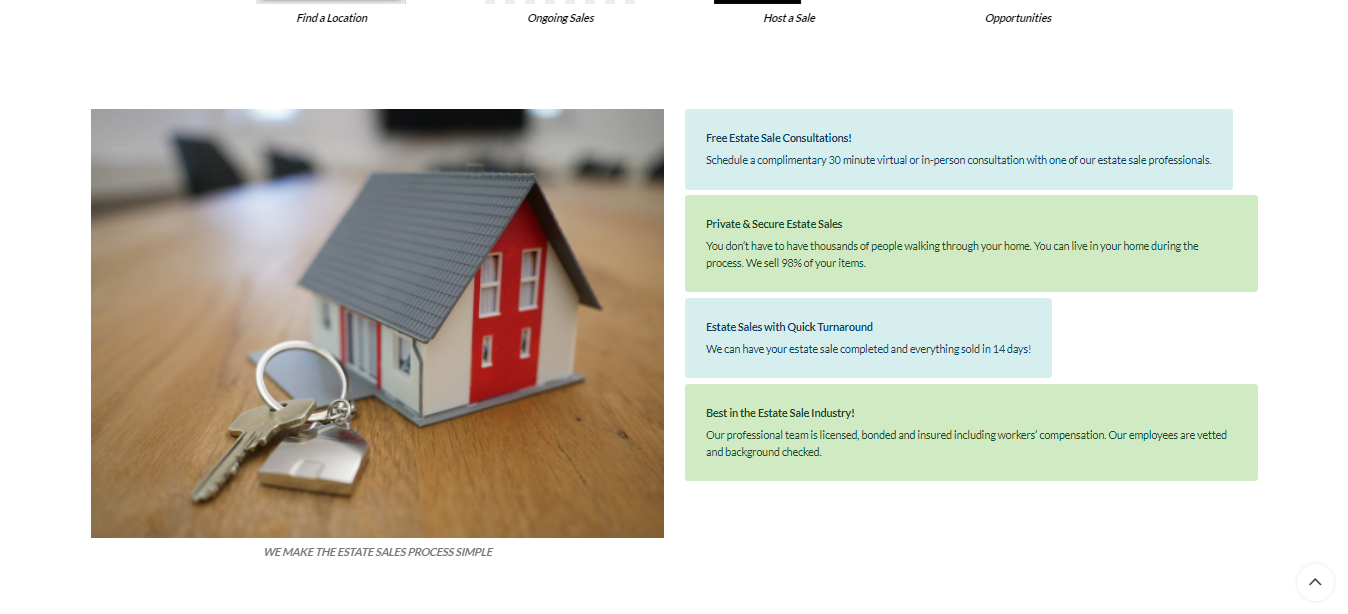 Find a Location
Ongoing Sales
Host a Sale
Opportunities
Free Estate Sale Consultations!
Schedule a complimentary 30 minute virtual or in-person consultation with one of our estate sale professionals.
Private & Secure Estate Sales
You don't have to have thousands of people walking through your home. You can live in your home during the
process. We sell 98% of your items.
Estate Sales with Quick Turnaround
We can have your estate sale completed and everything sold in 14 days!
Best in the Estate Sale Industry!
Our professional team is licensed, bonded and insured including workers' compensation. Our employees are vetted
and background checked.
WE MAKE THE ESTATE SALES PROCESS SIMPLE